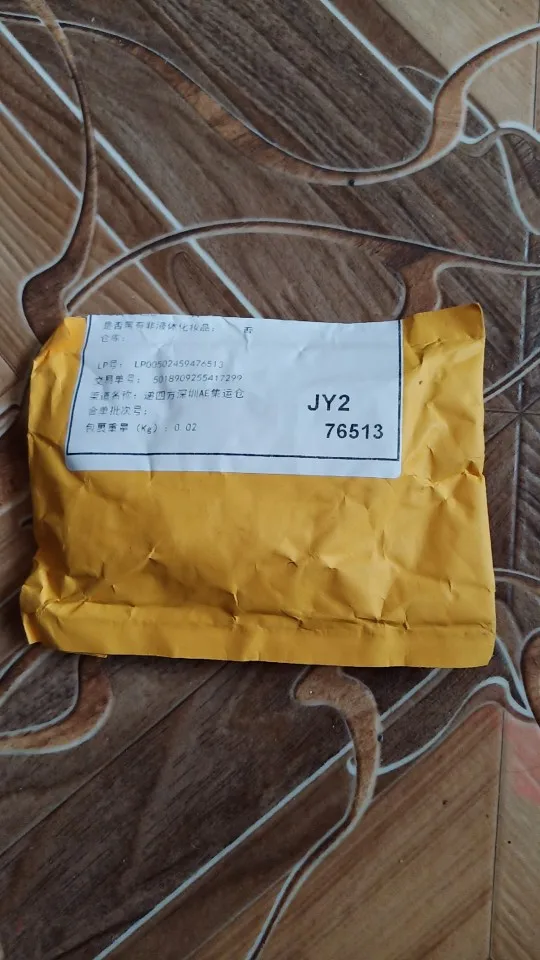 是否第有非液体化妆品: 否
仓库:
LP号: LP00502459476513
交易单号: 5018909255417299
渠道名称: 递四方深圳AE集运仓
合单批次号:
包裹重量 (Kg) : 0.02
JY2
76513